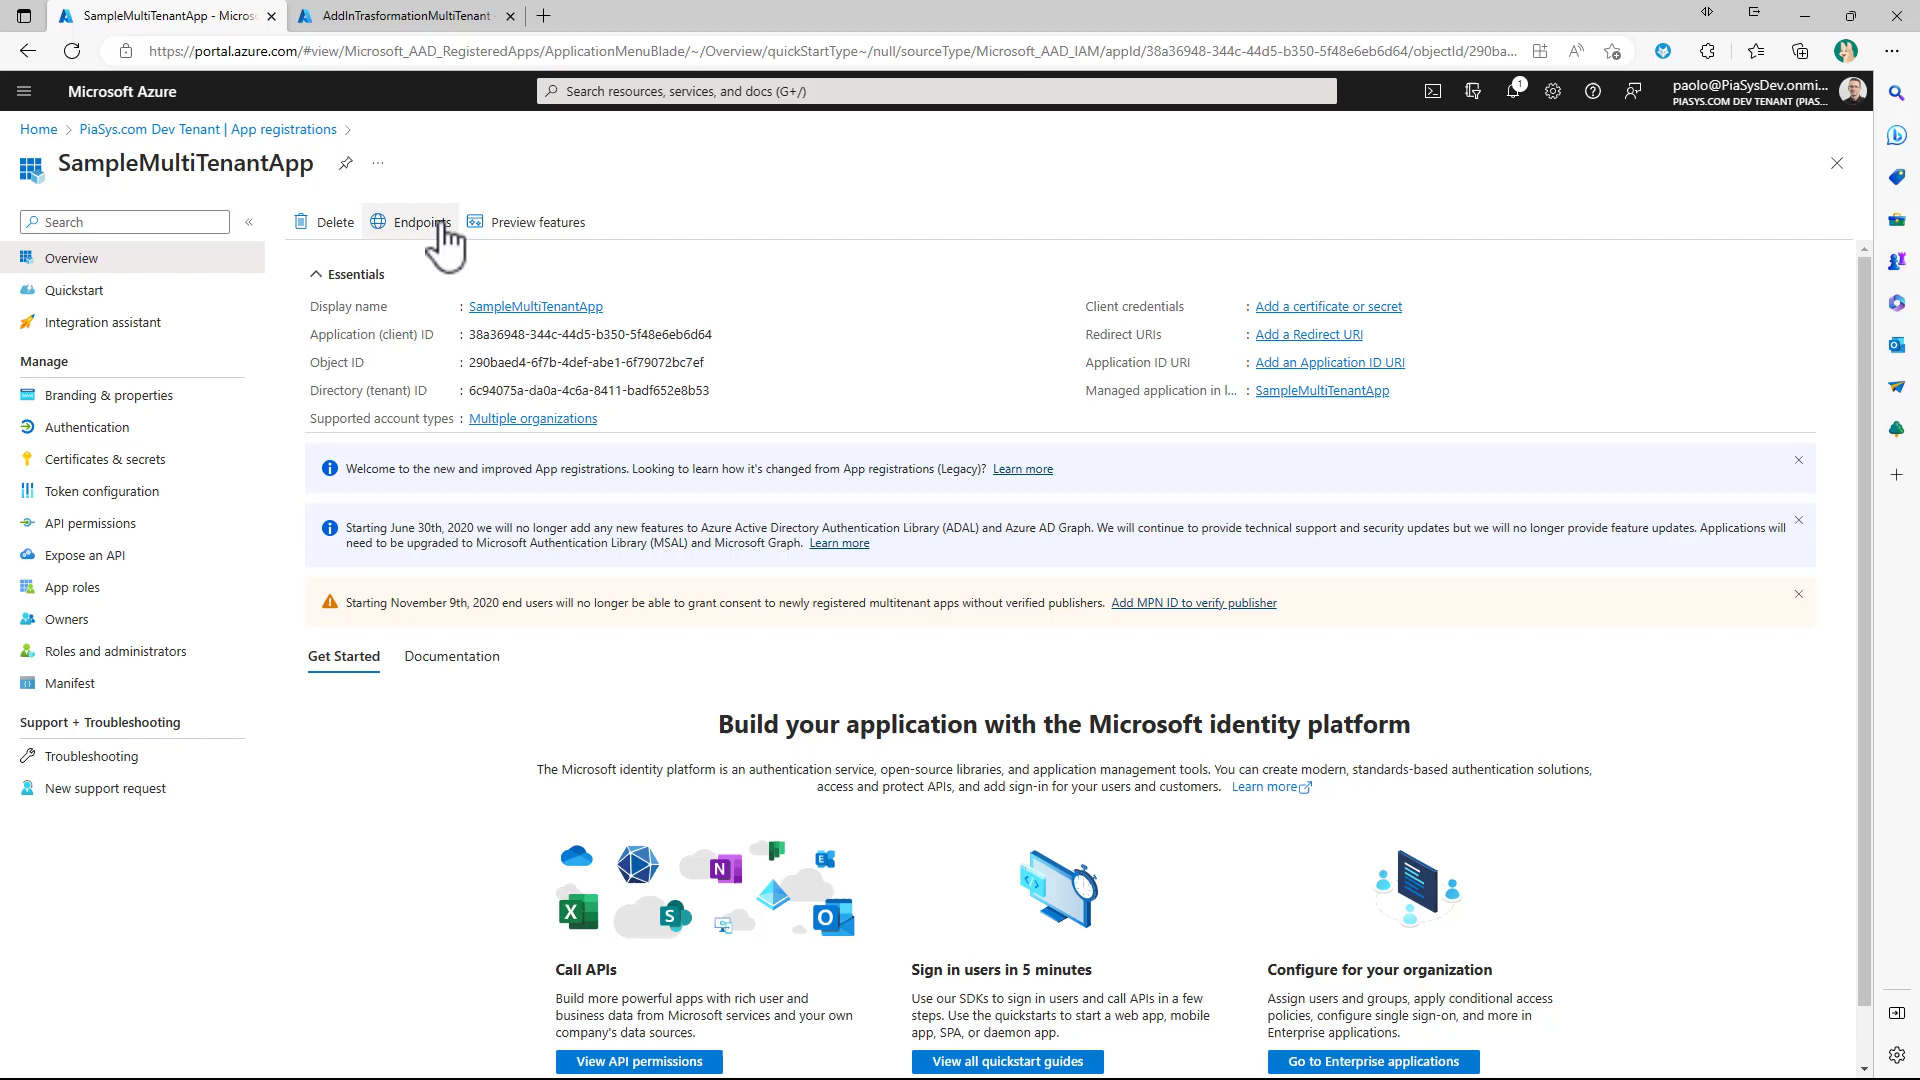 SampleMultiTenantApp - Micros
AddInTrasformationMultiTenant
https://portal.azure.com/#view/Microsoft_AAD_RegisteredApps/ApplicationMenuBlade/~/Overview/quickStartType~/null/sourceType/Microsoft_AAD_IAM/appId/38a36948-344c-44d5-b350-5f48e6eb6d64/objectId/290ba...
Microsoft Azure
Search resources, services, and docs (G+/)
1
paolo@PiaSysDev.onmi...
PIASYS.COM DEV TENANT (PIAS...
Home > PiaSys.com Dev Tenant | App registrations >
SampleMultiTenantApp
Search
Delete
Endpoints
Preview features
Overview
Quickstart
Integration assistant
Manage
Branding & properties
Authentication
Certificates & secrets
Token configuration
API permissions
Expose an API
App roles
Owners
Roles and administrators
Manifest
Support + Troubleshooting
Troubleshooting
New support request
Essentials
Display name : SampleMultiTenantApp
Application (client) ID : 38a36948-344c-44d5-b350-5f48e6eb6d64
Object ID : 290baed4-6f7b-4def-abe1-6f79072bc7ef
Directory (tenant) ID : 6c94075a-da0a-4c6a-8411-badf652e8b53
Supported account types : Multiple organizations
Client credentials : Add a certificate or secret
Redirect URIs : Add a Redirect URI
Application ID URI : Add an Application ID URI
Managed application in l... : SampleMultiTenantApp
Welcome to the new and improved App registrations. Looking to learn how it's changed from App registrations (Legacy)? Learn more
Starting June 30th, 2020 we will no longer add any new features to Azure Active Directory Authentication Library (ADAL) and Azure AD Graph. We will continue to provide technical support and security updates but we will no longer provide feature updates. Applications will
need to be upgraded to Microsoft Authentication Library (MSAL) and Microsoft Graph. Learn more
Starting November 9th, 2020 end users will no longer be able to grant consent to newly registered multitenant apps without verified publishers. Add MPN ID to verify publisher
Get Started
Documentation
Build your application with the Microsoft identity platform
The Microsoft identity platform is an authentication service, open-source libraries, and application management tools. You can create modern, standards-based authentication solutions,
access and protect APIs, and add sign-in for your users and customers. Learn more
N
E
X
S
O
Call APIs
Build more powerful apps with rich user and
business data from Microsoft services and your own
company's data sources.
View API permissions
Sign in users in 5 minutes
Use our SDKs to sign in users and call APIs in a few
steps. Use the quickstarts to start a web app, mobile
app, SPA, or daemon app.
View all quickstart guides
Configure for your organization
Assign users and groups, apply conditional access
policies, configure single sign-on, and more in
Enterprise applications.
Go to Enterprise applications